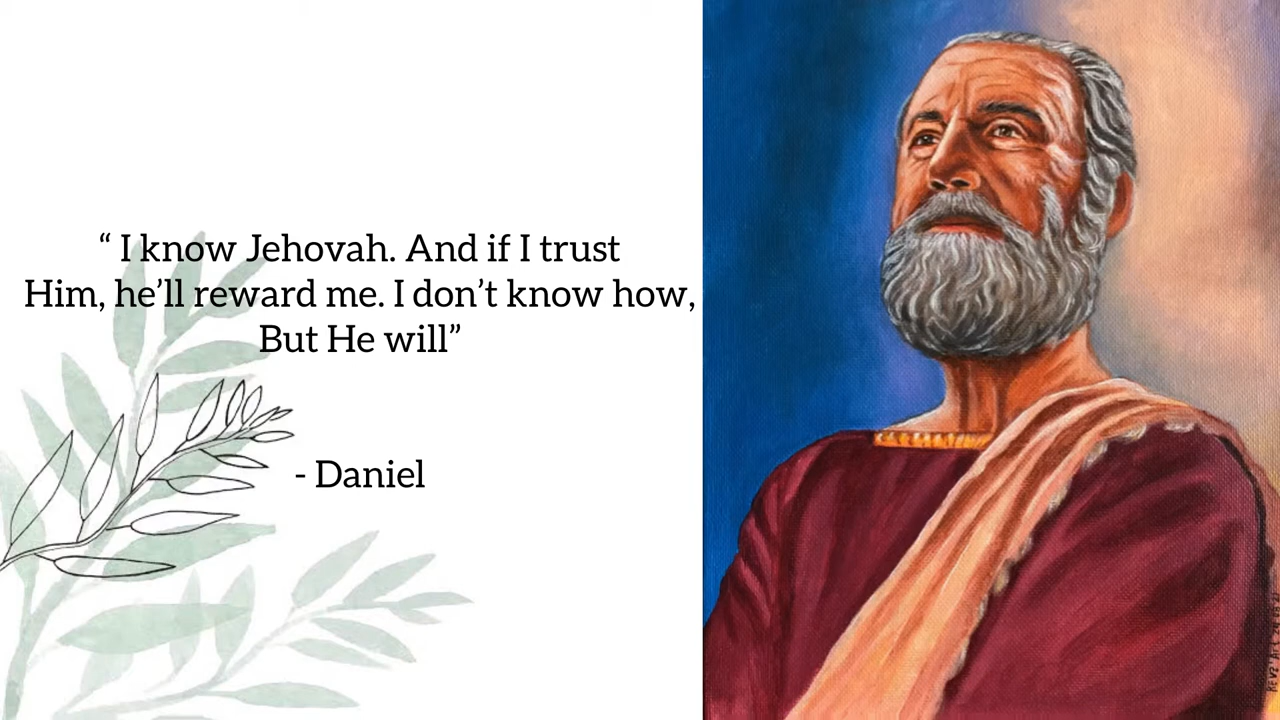 “ I know Jehovah. And if I trust
Him, he’ll reward me. I don’t know how,
But He will”
- Daniel